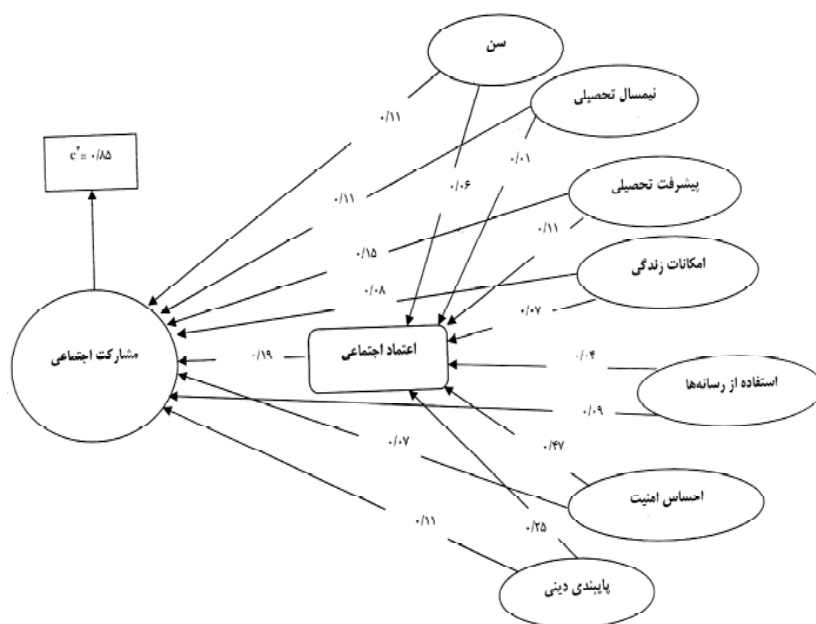 سن
نیمسال تحصیلی
۰/۱۱
e۲= ۰/۸۵
۰/۰۱
۰/۰۶
پیشرفت تحصیلی
۰/۱۱
۰/۱۱
۰/۱۵
امکانات زندگی
۰/۰۸
۰/۰۷
اعتماد اجتماعی
مشارکت اجتماعی
۰/۱۹
۰/۰۴
استفاده از رسانه‌ها
۰/۰۹
۰/۰۷
۰/۴۷
احساس امنیت
۰/۱۱
۰/۲۵
پایبندی دینی